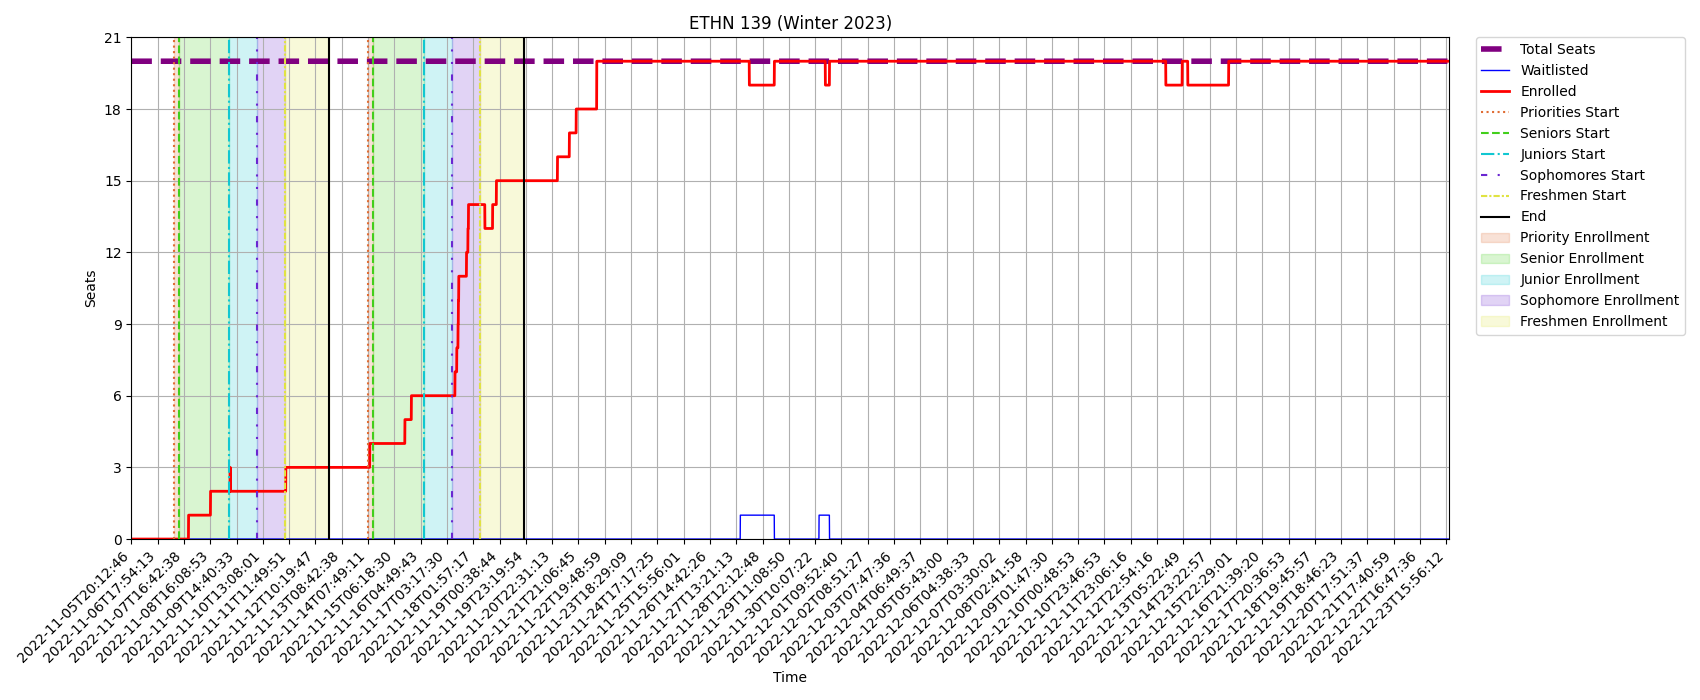 ETHN 139 (Winter 2023)
21
18
15
12
9
6
3
0
Seats
2022-11-05T20:12:46
2022-11-06T17:54:13
2022-11-07T16:42:38
2022-11-08T16:08:53
2022-11-09T14:40:33
2022-11-10T13:08:01
2022-11-11T11:49:51
2022-11-12T10:19:47
2022-11-13T08:42:38
2022-11-14T07:49:11
2022-11-15T06:18:30
2022-11-16T04:49:43
2022-11-17T03:17:30
2022-11-18T01:57:17
2022-11-19T00:38:44
2022-11-19T23:19:54
2022-11-20T22:31:13
2022-11-21T21:06:45
2022-11-22T19:48:59
2022-11-23T18:29:09
2022-11-24T17:17:25
2022-11-25T15:56:01
2022-11-26T14:42:26
2022-11-27T13:21:13
2022-11-28T12:12:48
2022-11-29T11:08:50
2022-11-30T10:07:22
2022-12-01T09:52:40
2022-12-02T08:51:27
2022-12-03T07:47:36
2022-12-04T06:49:37
2022-12-05T05:43:00
2022-12-06T04:38:33
2022-12-07T03:30:02
2022-12-08T02:41:58
2022-12-09T01:47:30
2022-12-10T00:48:53
2022-12-10T23:46:53
2022-12-11T23:06:16
2022-12-12T22:54:16
2022-12-13T05:22:49
2022-12-14T23:22:57
2022-12-15T22:29:01
2022-12-16T21:39:20
2022-12-17T20:36:53
2022-12-18T19:45:57
2022-12-19T18:46:23
2022-12-20T17:51:37
2022-12-21T17:40:59
2022-12-22T16:47:36
2022-12-23T15:56:12
Time
Total Seats
Waitlisted
Enrolled
Priorities Start
Seniors Start
Juniors Start
Sophomores Start
Freshmen Start
End
Priority Enrollment
Senior Enrollment
Junior Enrollment
Sophomore Enrollment
Freshmen Enrollment